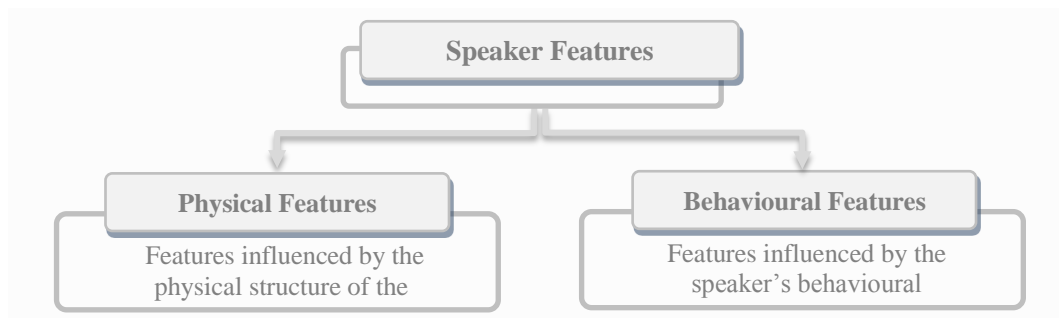 Speaker Features
Physical Features
Features influenced by the
physical structure of the
Behavioural Features
Features influenced by the
speaker's behavioural